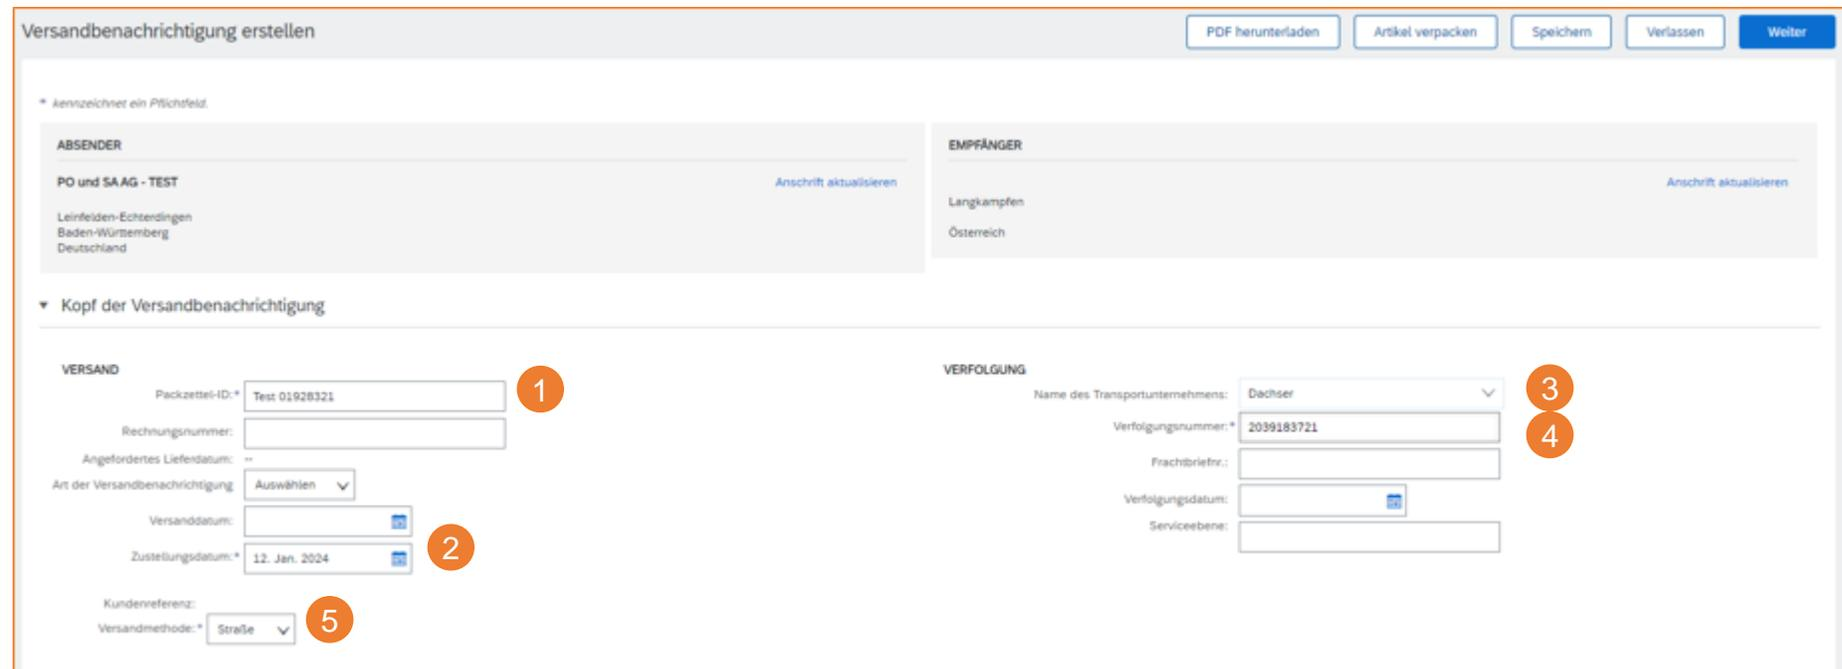 Versandbenachrichtigung erstellen
PDF herunterladen
Artikel verpacken
Speichern
Verlassen
Weiter
* kennzeichnet ein Pflichtfeld.
ABSENDER
PO und SA AG - TEST
Anschrift aktualisieren
Leinfelden-Echterdingen
Baden-Württemberg
Deutschland
EMPFÄNGER
Anschrift aktualisieren
Langkampfen
Österreich
▼ Kopf der Versandbenachrichtigung
VERSAND
Packzettel-ID:* Test 01928321 1
Rechnungsnummer:
Angefordertes Lieferdatum: --
Art der Versandbenachrichtigung Auswählen
Versanddatum:
Zustellungsdatum:* 12. Jan. 2024 2
Kundenreferenz:
Versandmethode:* Straße 5
VERFOLGUNG
Name des Transportunternehmens: Dachser 3
Verfolgungsnummer:* 2039183721 4
Frachtbriefnr.:
Verfolgungsdatum:
Serviceebene: